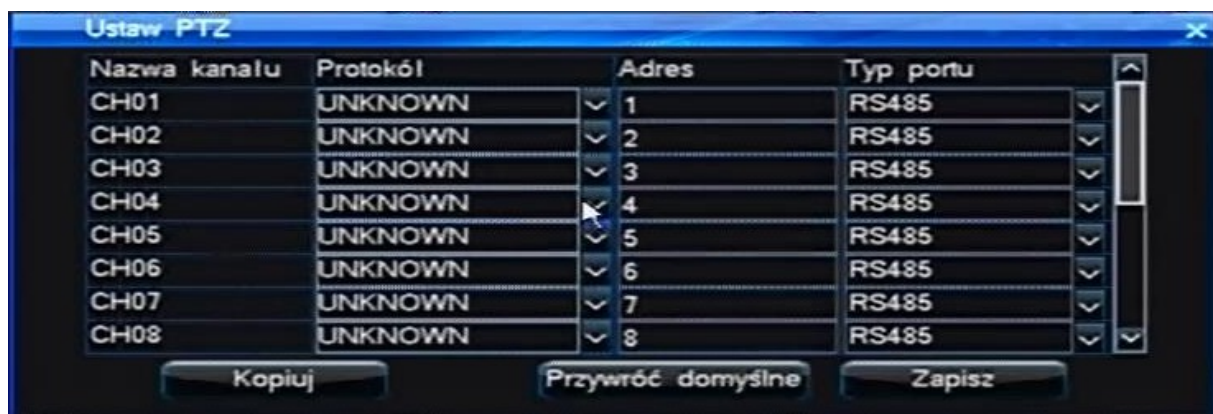 Ustaw PTZ
Nazwa kanału Protokól Adres Typ portu
CH01 UNKNOWN 1 RS485
CH02 UNKNOWN 2 RS485
CH03 UNKNOWN 3 RS485
CH04 UNKNOWN 4 RS485
CH05 UNKNOWN 5 RS485
CH06 UNKNOWN 6 RS485
CH07 UNKNOWN 7 RS485
CH08 UNKNOWN 8 RS485
Kopiuj Przywróć domyślne Zapisz